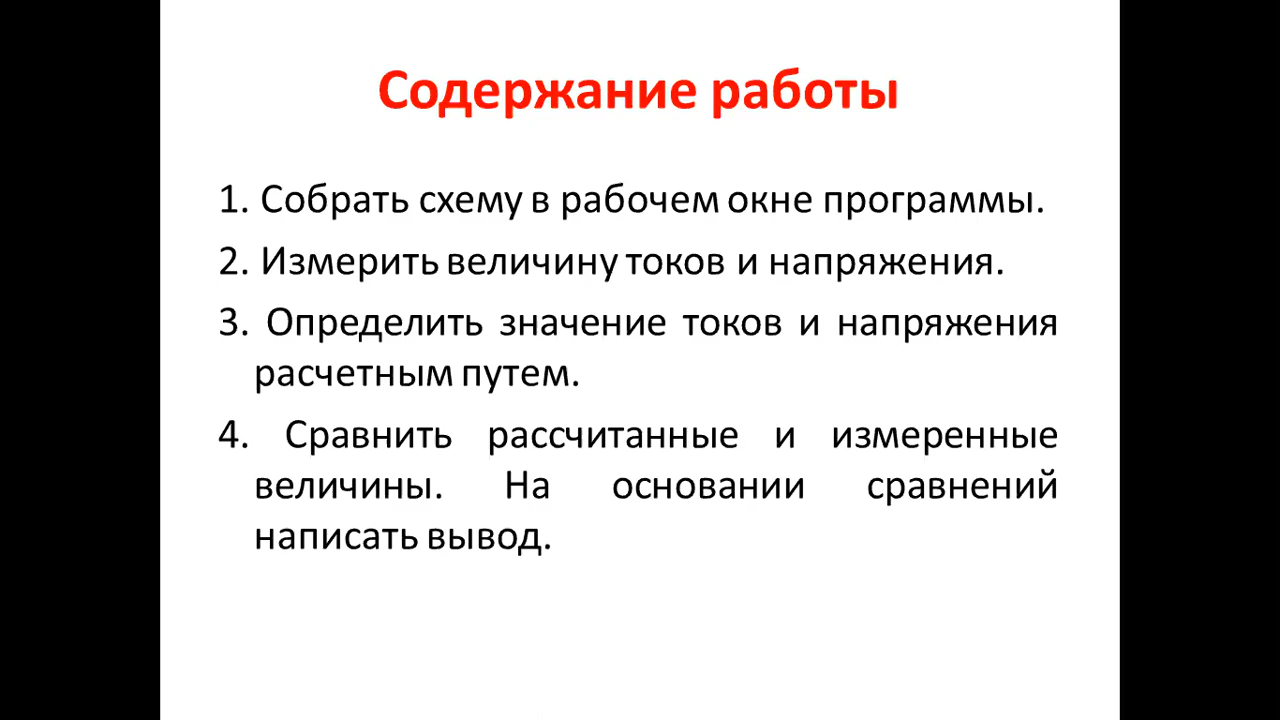 Содержание работы
1. Собрать схему в рабочем окне программы.
2. Измерить величину токов и напряжения.
3. Определить значение токов и напряжения
расчетным путем.
4. Сравнить рассчитанные и измеренные
величины. На основании сравнений
написать вывод.